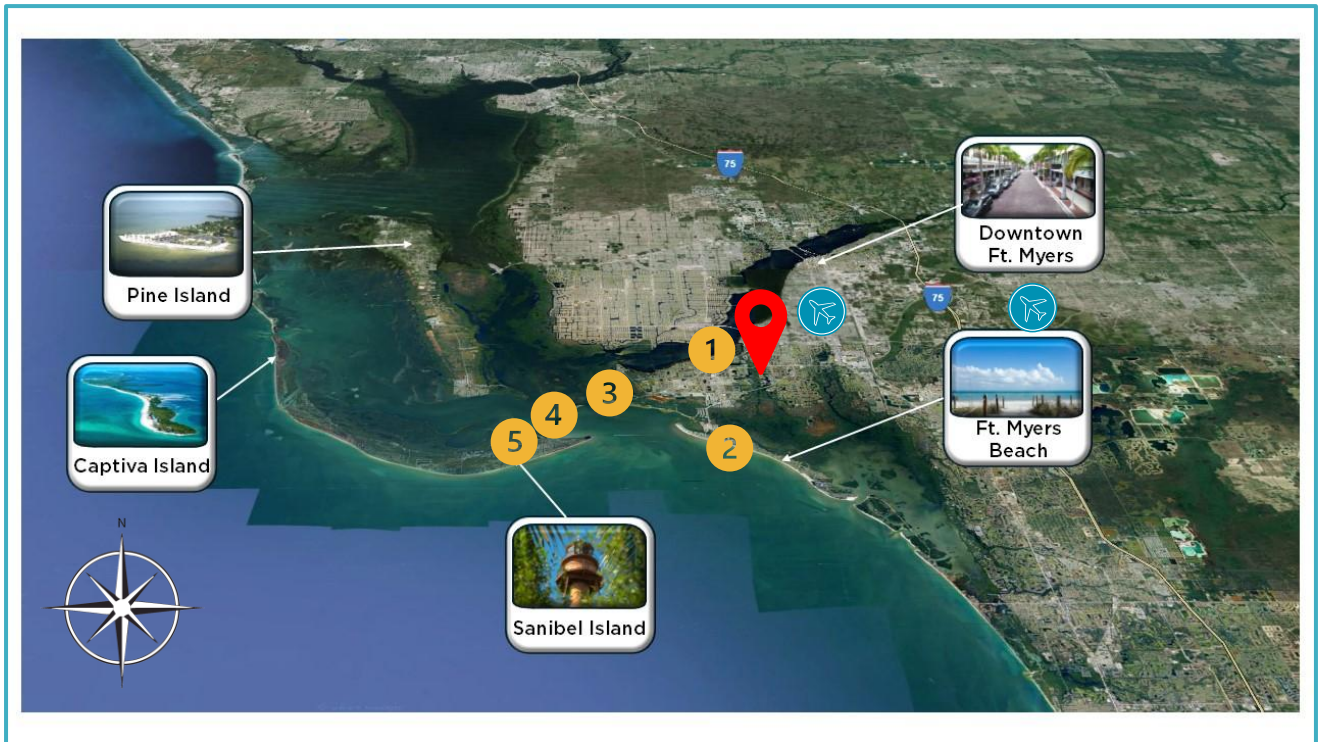 75
Downtown
Ft. Myers
Pine Island
75
1
Ft. Myers
Beach
3
4
5
2
Captiva Island
N
Sanibel Island